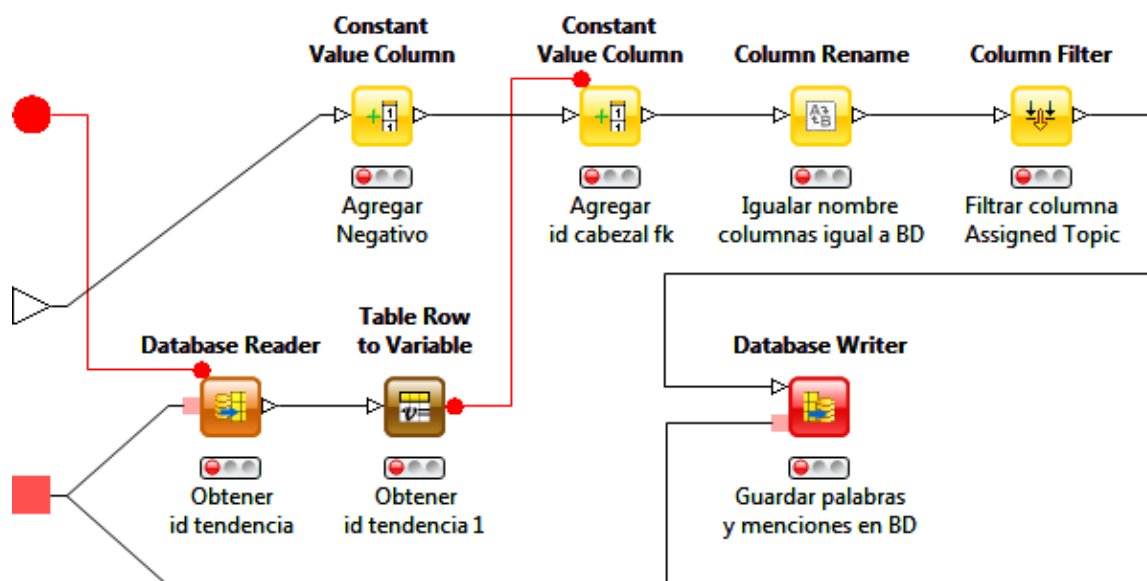 Constant
Value Column
Agregar
Negativo
Constant
Value Column
Agregar
id cabezal fk
Column Rename
A
B
Igualar nombre
columnas igual a BD
Column Filter
Filtrar columna
Assigned Topic
Database Reader
Obtener
id tendencia
Table Row
to Variable
v=
Obtener
id tendencia 1
Database Writer
Guardar palabras
y menciones en BD